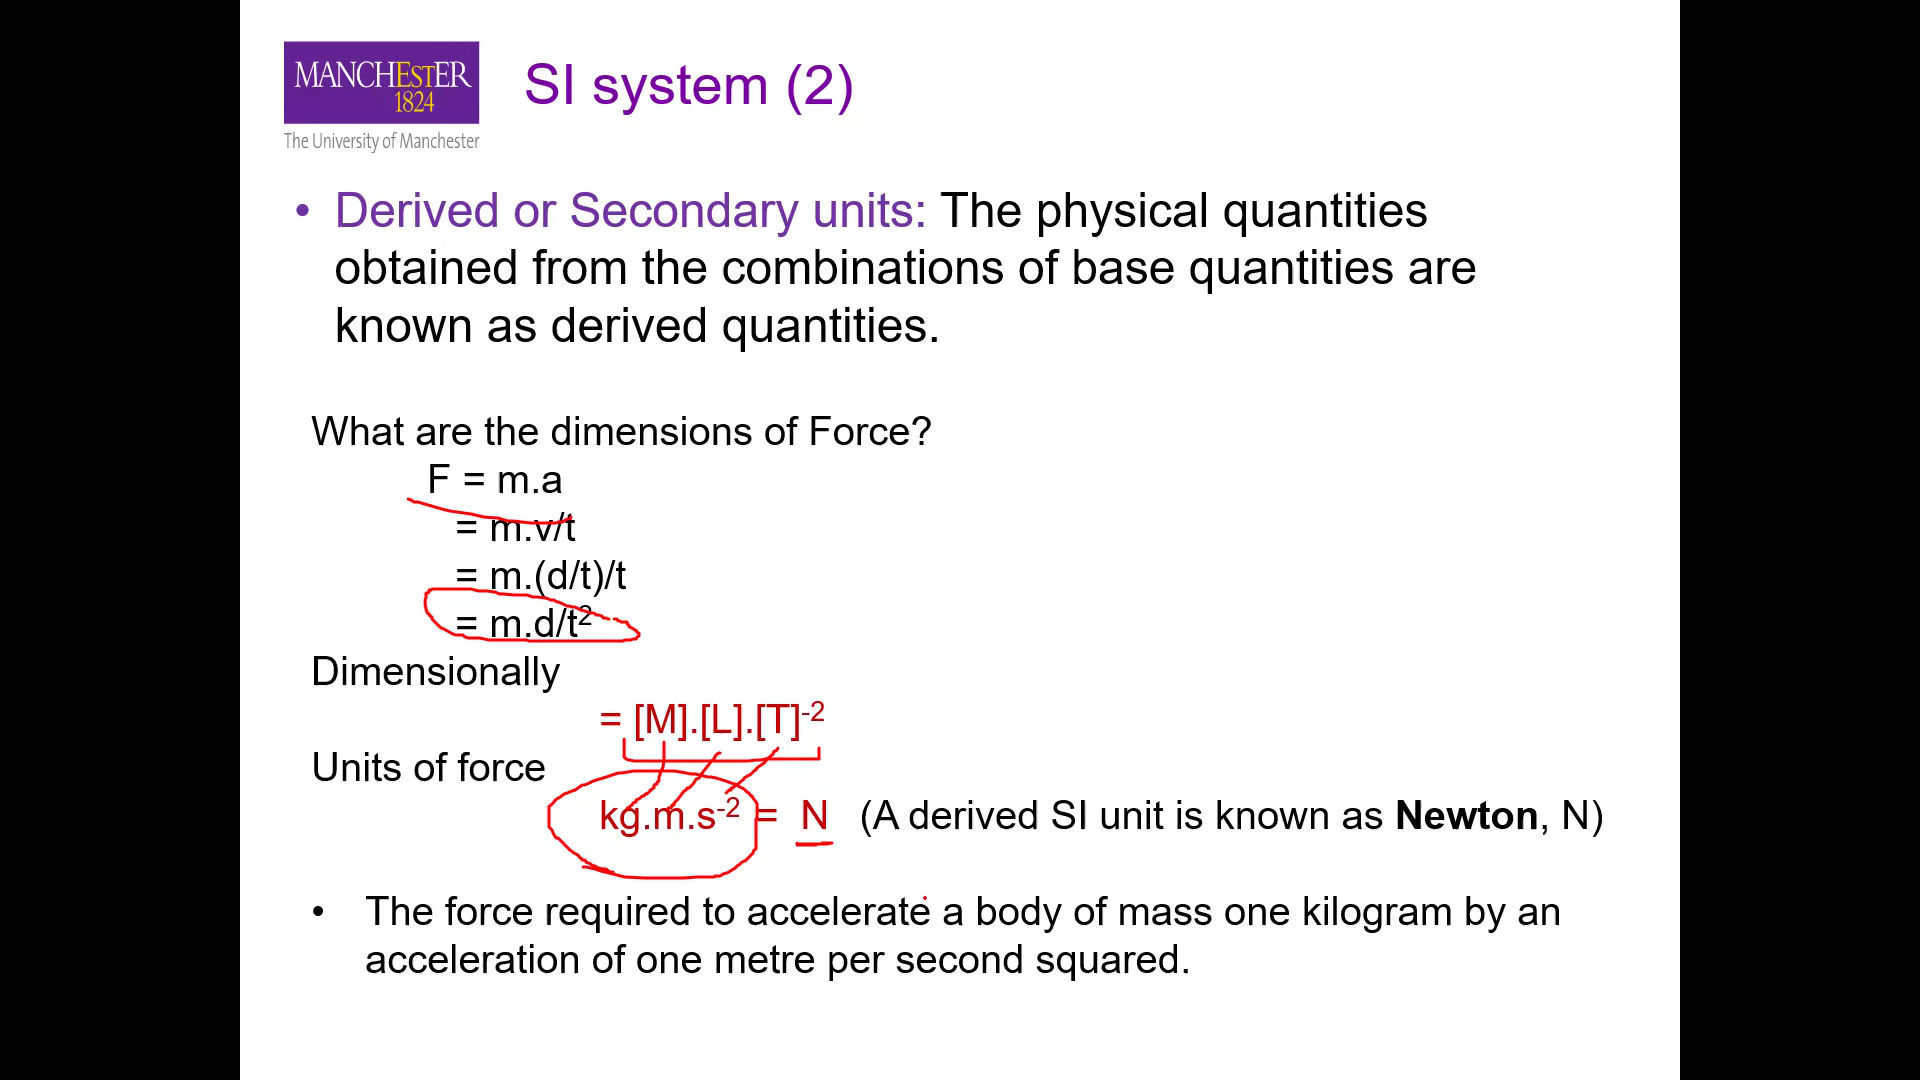 MANCHEsTER
1824
The University of Manchester
SI system (2)
• Derived or Secondary units: The physical quantities
obtained from the combinations of base quantities are
known as derived quantities.
What are the dimensions of Force?
F = m.a
= m.v/t
= m.(d/t)/t
= m.d/t²
Dimensionally
= [M].[L].[T]⁻²
Units of force
kg.m.s⁻² = N (A derived SI unit is known as Newton, N)
• The force required to accelerate a body of mass one kilogram by an
acceleration of one metre per second squared.